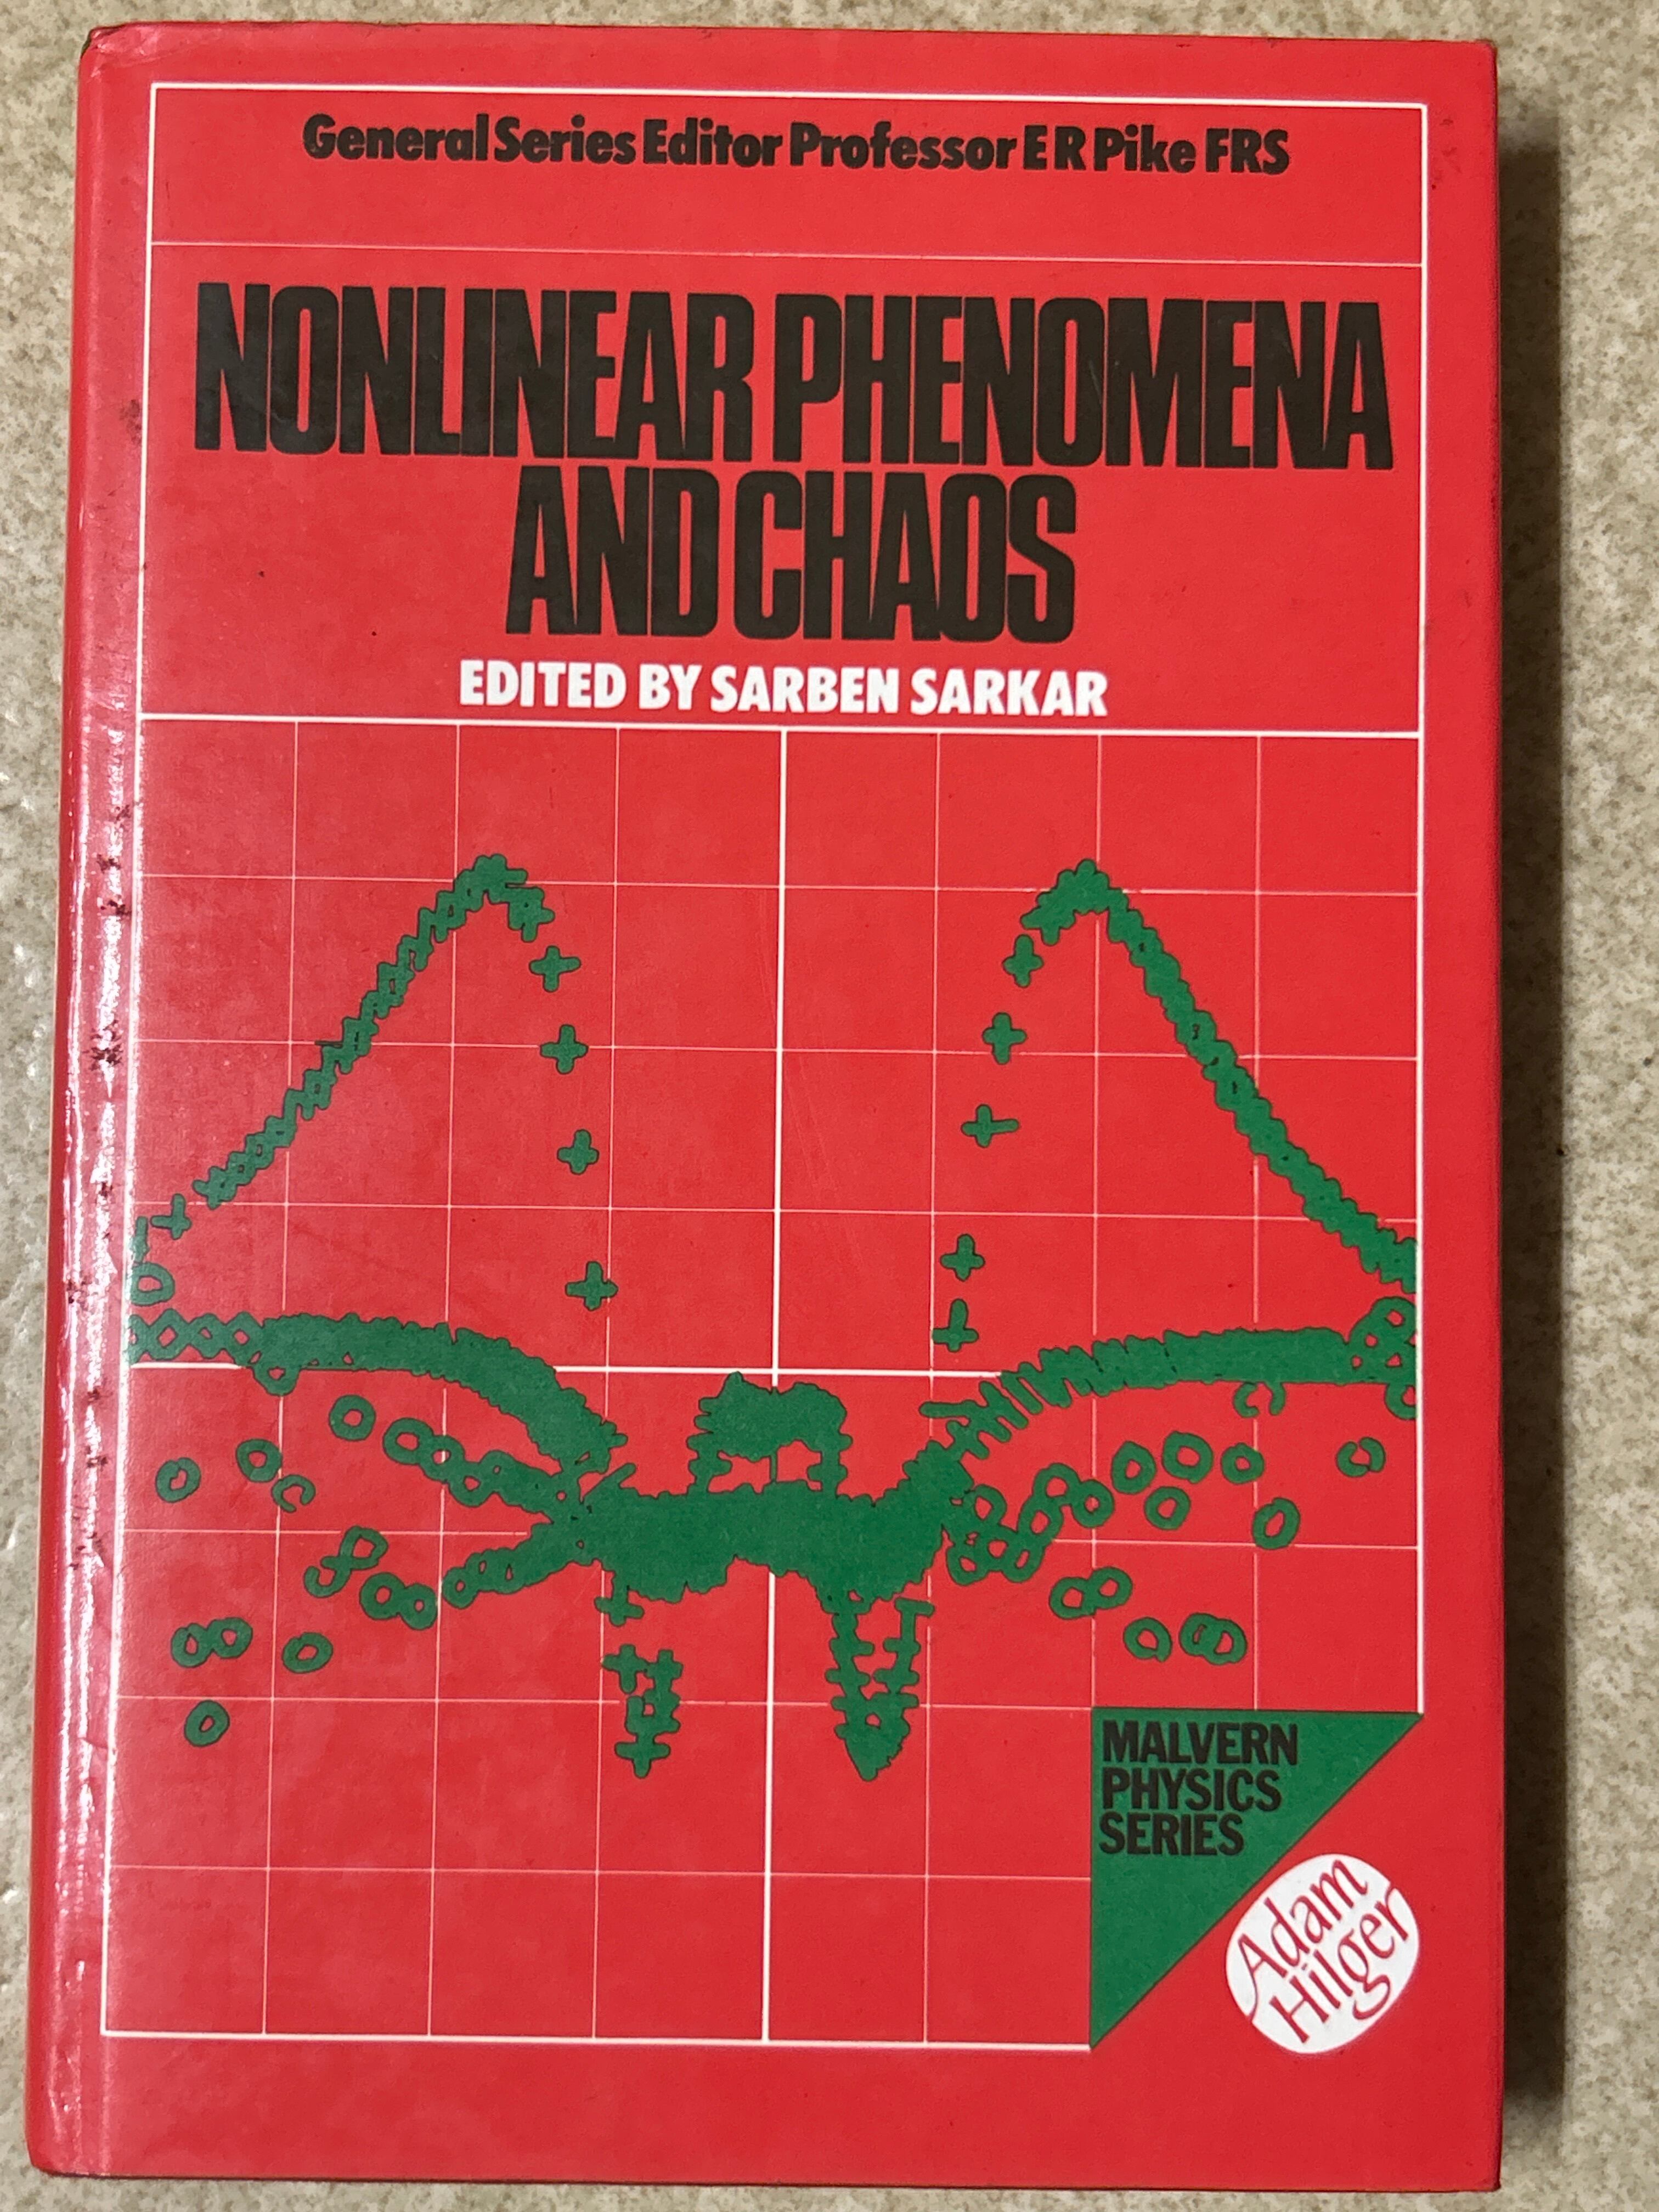 General Series Editor Professor E R Pike FRS
NONLINEAR PHENOMENA
AND CHAOS
EDITED BY SARBEN SARKAR
MALVERN
PHYSICS
SERIES
Adam
Hilger